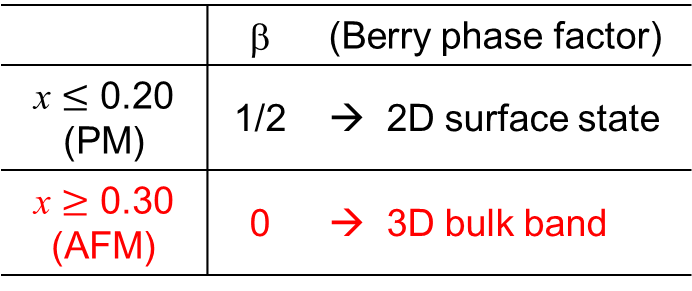 β (Berry phase factor)
x ≤ 0.20
(PM)
1/2 → 2D surface state
x ≥ 0.30
(AFM)
0 → 3D bulk band